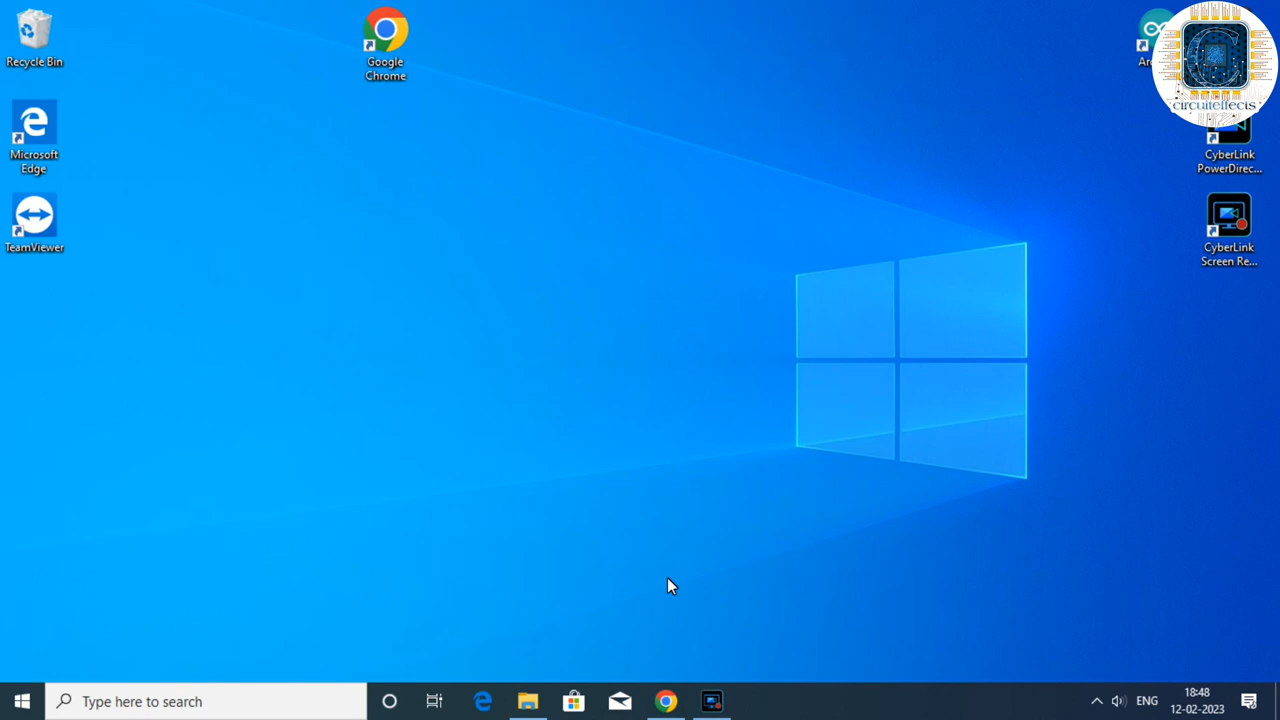 Recycle Bin
Google
Chrome
circuiteffects
Microsoft
Edge
CyberLink
PowerDirec...
TeamViewer
CyberLink
Screen Re...
Type here to search
ENG
18:48
12-02-2023